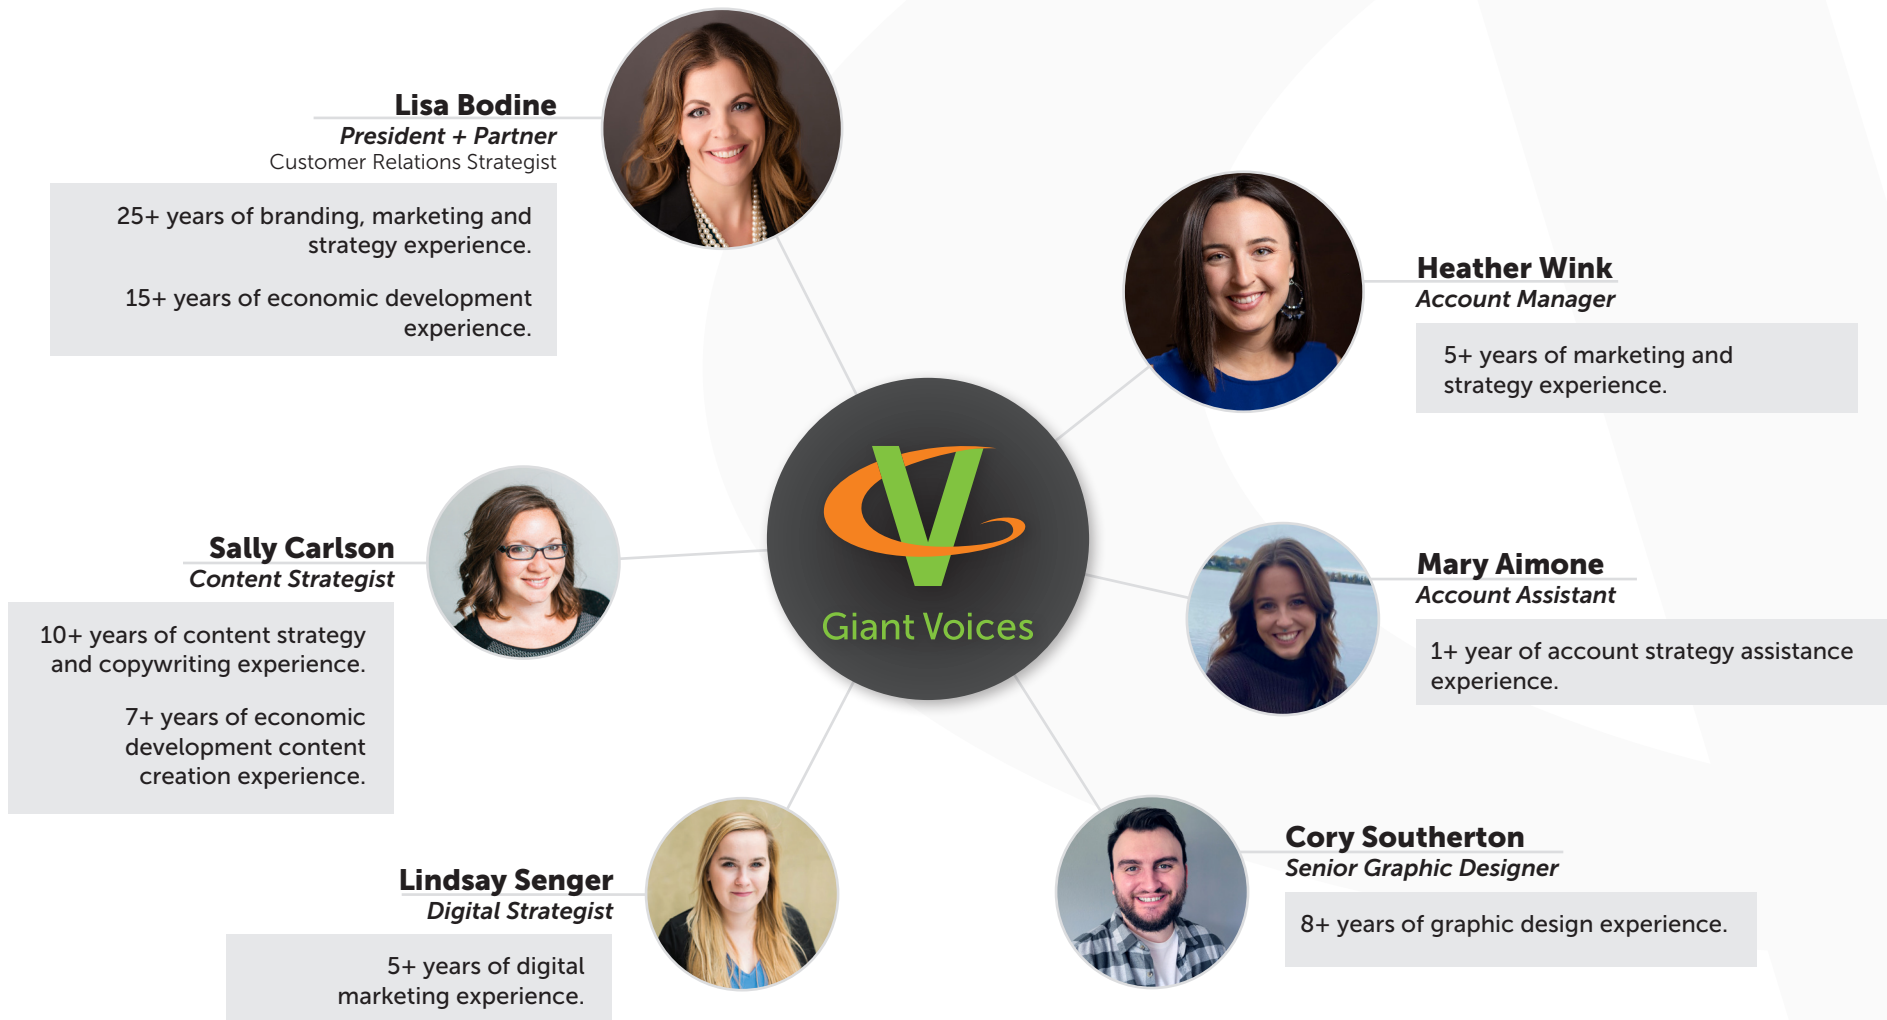 Lisa Bodine
President + Partner
Customer Relations Strategist
25+ years of branding, marketing and
strategy experience.
15+ years of economic development
experience.
Heather Wink
Account Manager
5+ years of marketing and
strategy experience.
Sally Carlson
Content Strategist
10+ years of content strategy
and copywriting experience.
7+ years of economic
development content
creation experience.
Giant Voices
Mary Aimone
Account Assistant
1+ year of account strategy assistance
experience.
Lindsay Senger
Digital Strategist
5+ years of digital
marketing experience.
Cory Southerton
Senior Graphic Designer
8+ years of graphic design experience.